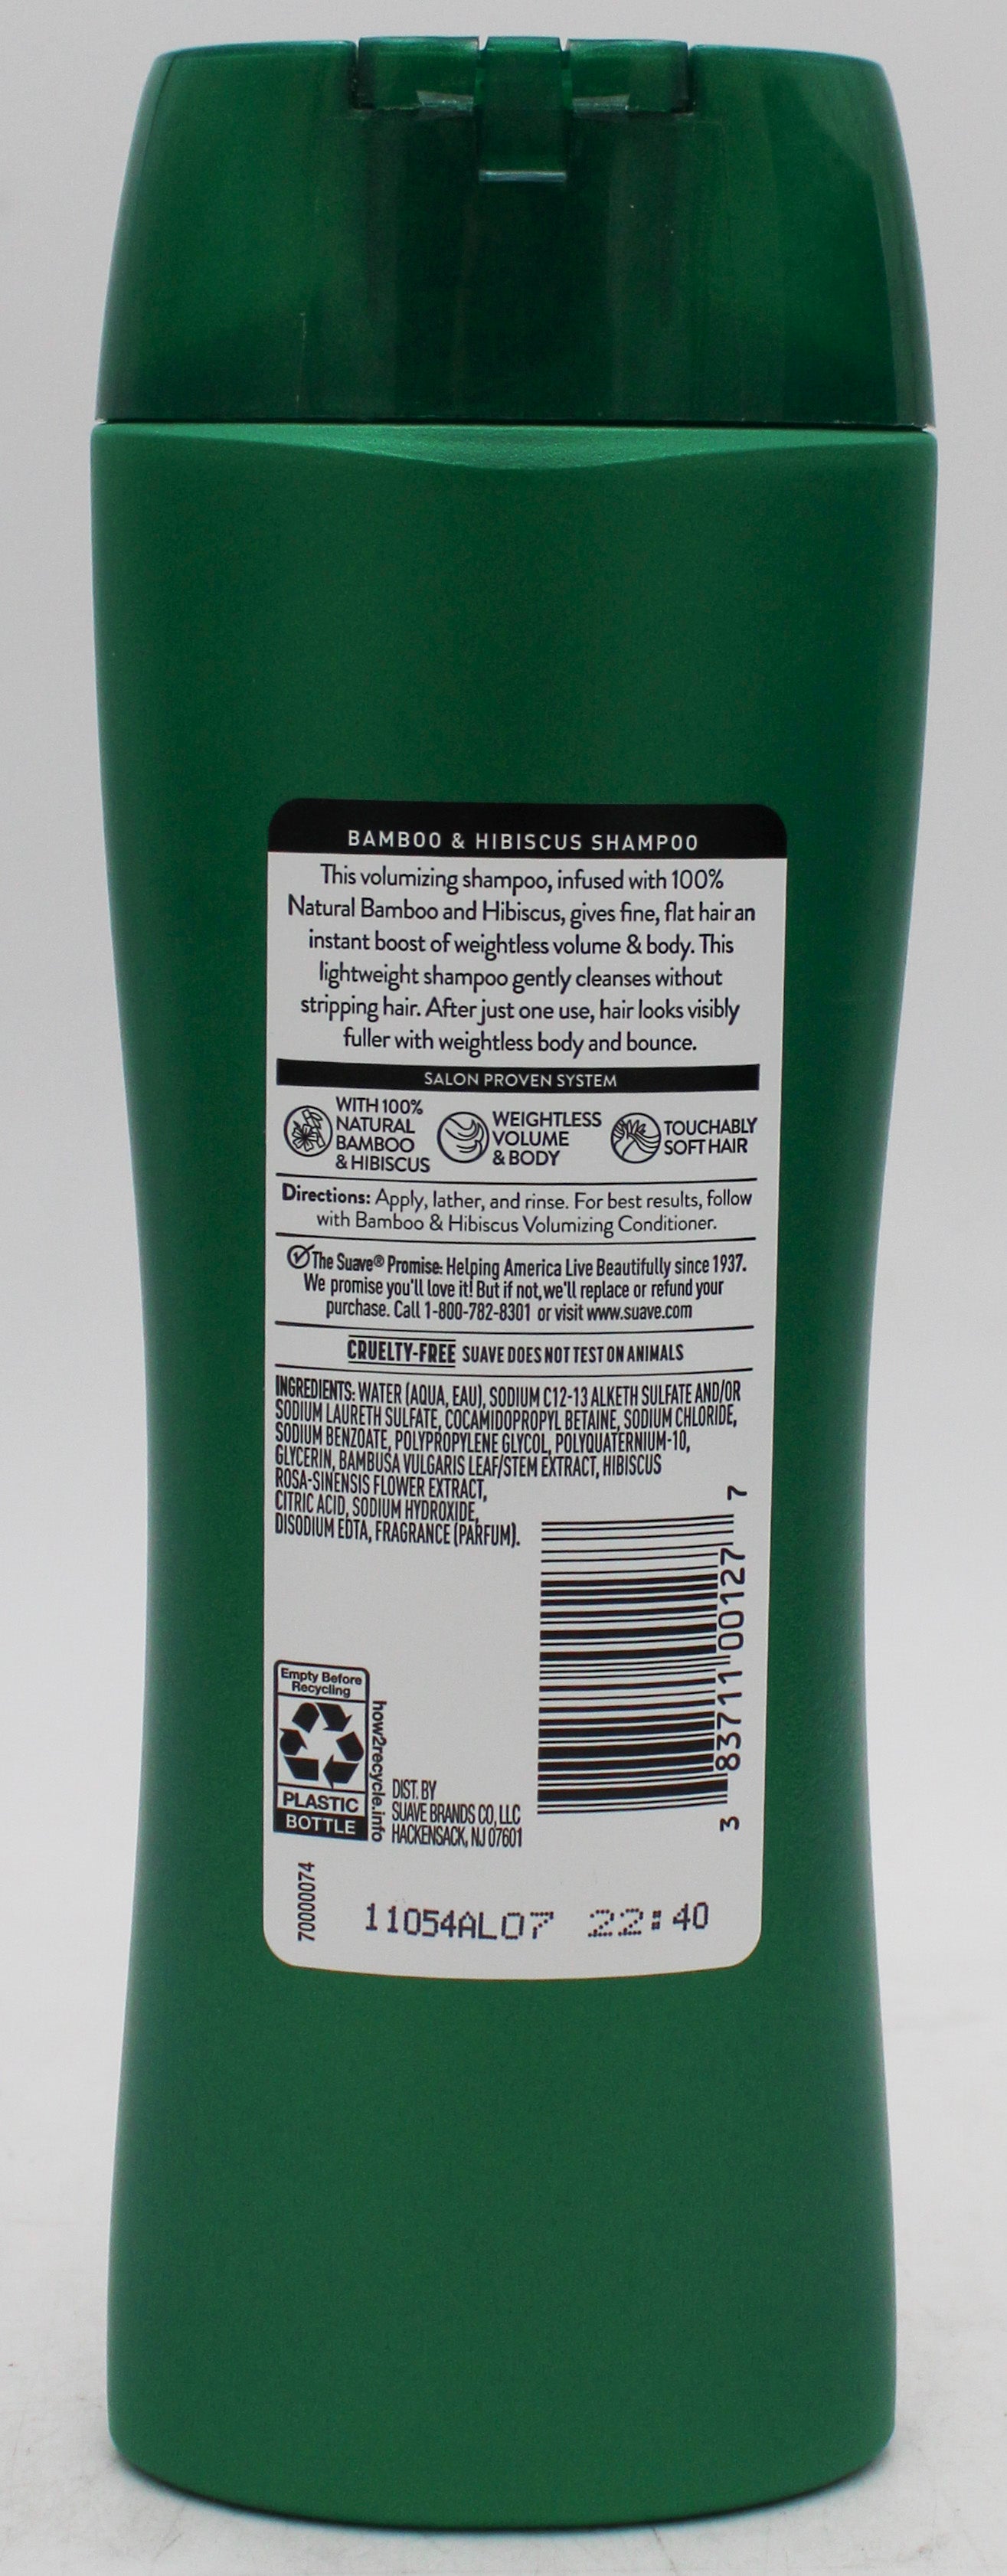 BAMBOO & HIBISCUS SHAMPOO
This volumizing shampoo, infused with 100%
Natural Bamboo and Hibiscus, gives fine, flat hair an
instant boost of weightless volume & body. This
lightweight shampoo gently cleanses without
stripping hair. After just one use, hair looks visibly
fuller with weightless body and bounce.
SALON PROVEN SYSTEM
WITH 100%
NATURAL
BAMBOO
& HIBISCUS
WEIGHTLESS
VOLUME
& BODY
TOUCHABLY
SOFT HAIR
Directions: Apply, lather, and rinse. For best results, follow
with Bamboo & Hibiscus Volumizing Conditioner.
The Suave® Promise: Helping America Live Beautifully since 1937.
We promise you'll love it! But if not, we'll replace or refund your
purchase. Call 1-800-782-8301 or visit www.suave.com
CRUELTY-FREE SUAVE DOES NOT TEST ON ANIMALS
INGREDIENTS: WATER (AQUA, EAU), SODIUM C12-13 ALKETH SULFATE AND/OR
SODIUM LAURETH SULFATE, COCAMIDOPROPYL BETAINE, SODIUM CHLORIDE,
SODIUM BENZOATE, POLYPROPYLENE GLYCOL, POLYQUATERNIUM-10,
GLYCERIN, BAMBUSA VULGARIS LEAF/STEM EXTRACT, HIBISCUS
ROSA-SINENSIS FLOWER EXTRACT,
CITRIC ACID, SODIUM HYDROXIDE,
DISODIUM EDTA, FRAGRANCE (PARFUM).
3 83711 00127 7
Empty Before
Recycling
PLASTIC
BOTTLE
how2recycle.info
DIST. BY
SUAVE BRANDS CO, LLC
HACKENSACK, NJ 07601
70000074
11054AL07 22:40